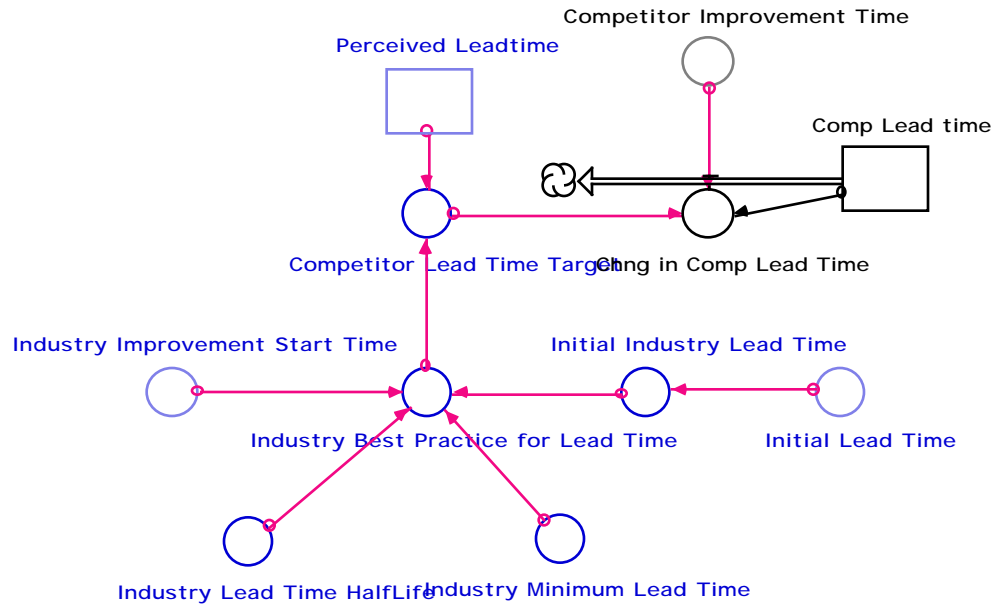 Competitor Improvement Time
Perceived Leadtime
Comp Lead time
Competitor Lead Time Target
Chng in Comp Lead Time
Industry Improvement Start Time
Initial Industry Lead Time
Industry Best Practice for Lead Time
Initial Lead Time
Industry Lead Time HalfLife
Industry Minimum Lead Time